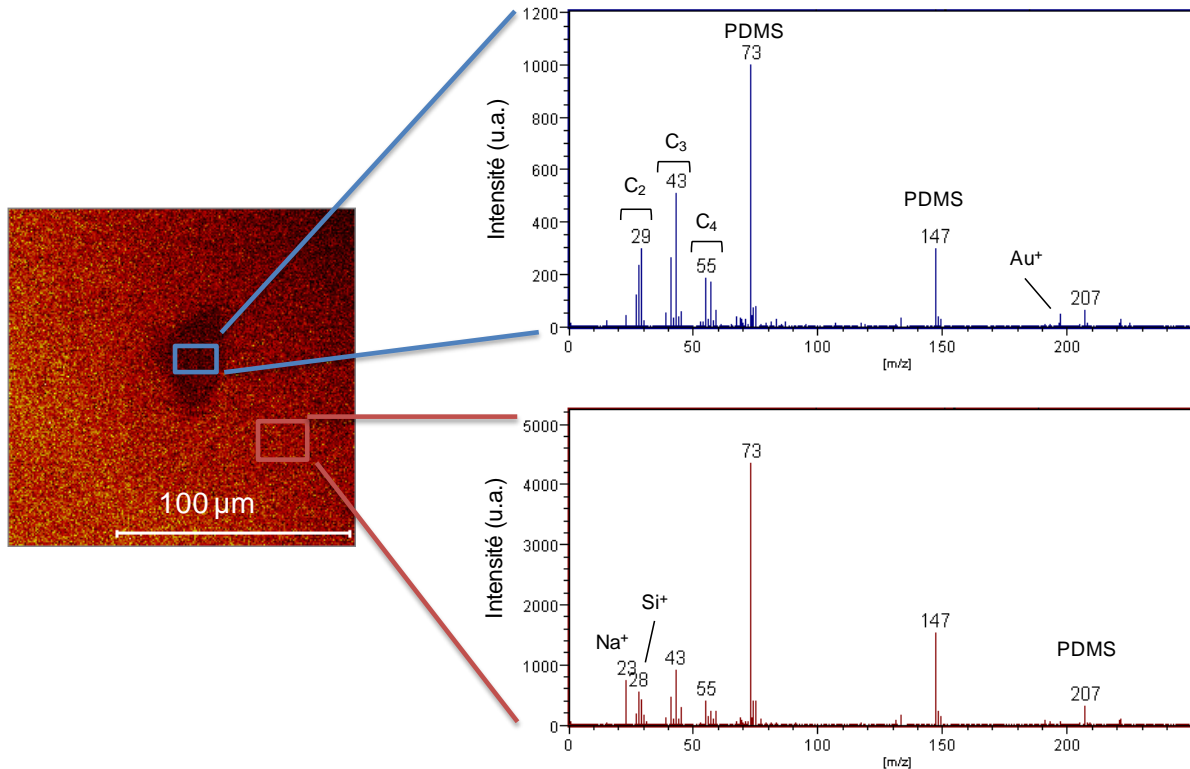 1200
1000
800
600
400
200
0
Intensité (u.a.)
PDMS
73
C3
43
C2
29
C4
55
PDMS
147
Au+
207
0 50 100 150 200
[m/z]
100 µm
5000
4000
3000
2000
1000
0
Intensité (u.a.)
73
Si+
Na+
23
28
43
55
147
PDMS
207
0 50 100 150 200
[m/z]